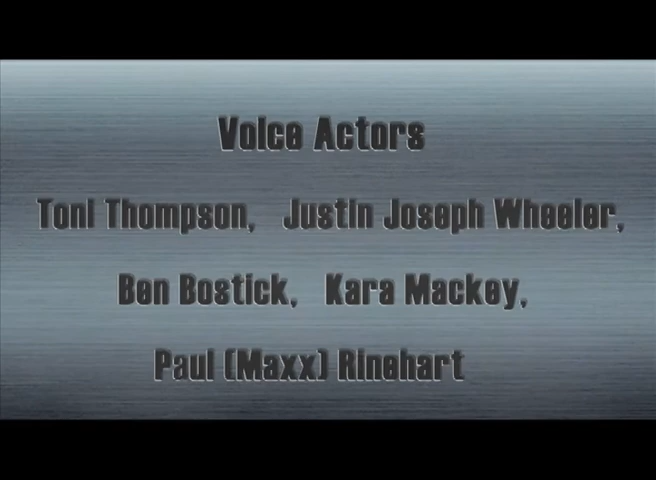 Voice Actors
Toni Thompson, Justin Joseph Wheeler,
Ben Bostick, Kara Mackey,
Paul (Maxx) Rinehart